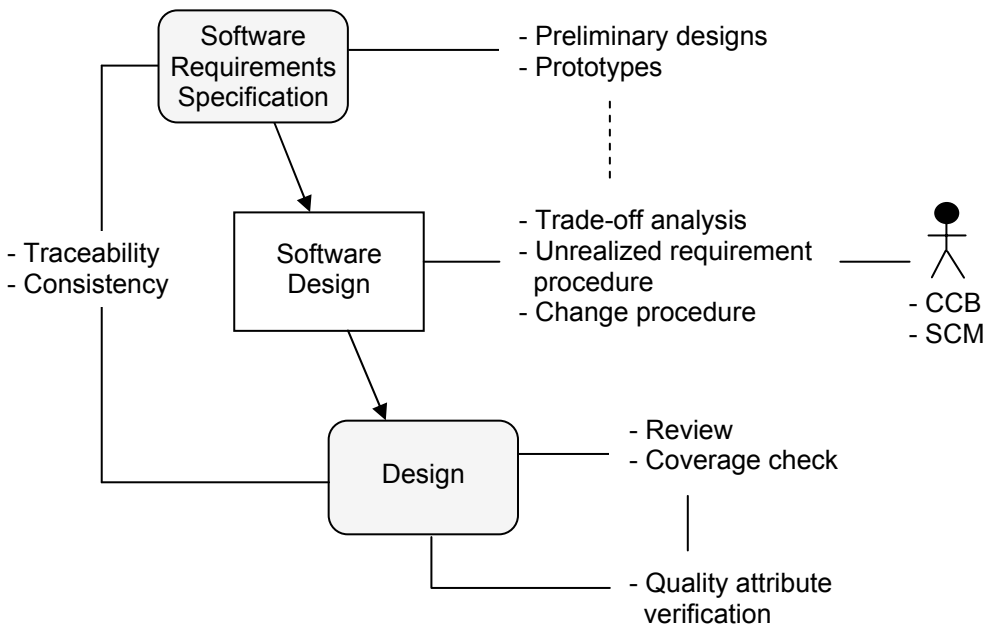 Software
Requirements
Specification
- Preliminary designs
- Prototypes
- Traceability
- Consistency
Software
Design
- Trade-off analysis
- Unrealized requirement
procedure
- Change procedure
- CCB
- SCM
Design
- Review
- Coverage check
- Quality attribute
verification